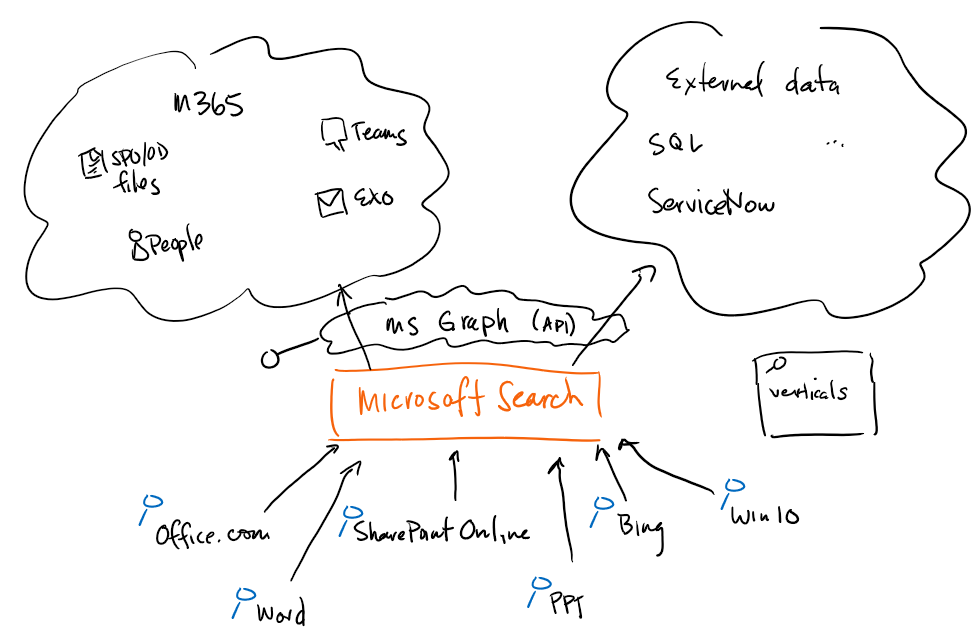 M365
Teams
SPO/OD
files
EXO
People
External data
SQL
...
ServiceNow
MS Graph (API)
Microsoft Search
verticals
Office.com
SharePoint Online
Bing
Win10
Word
PPT